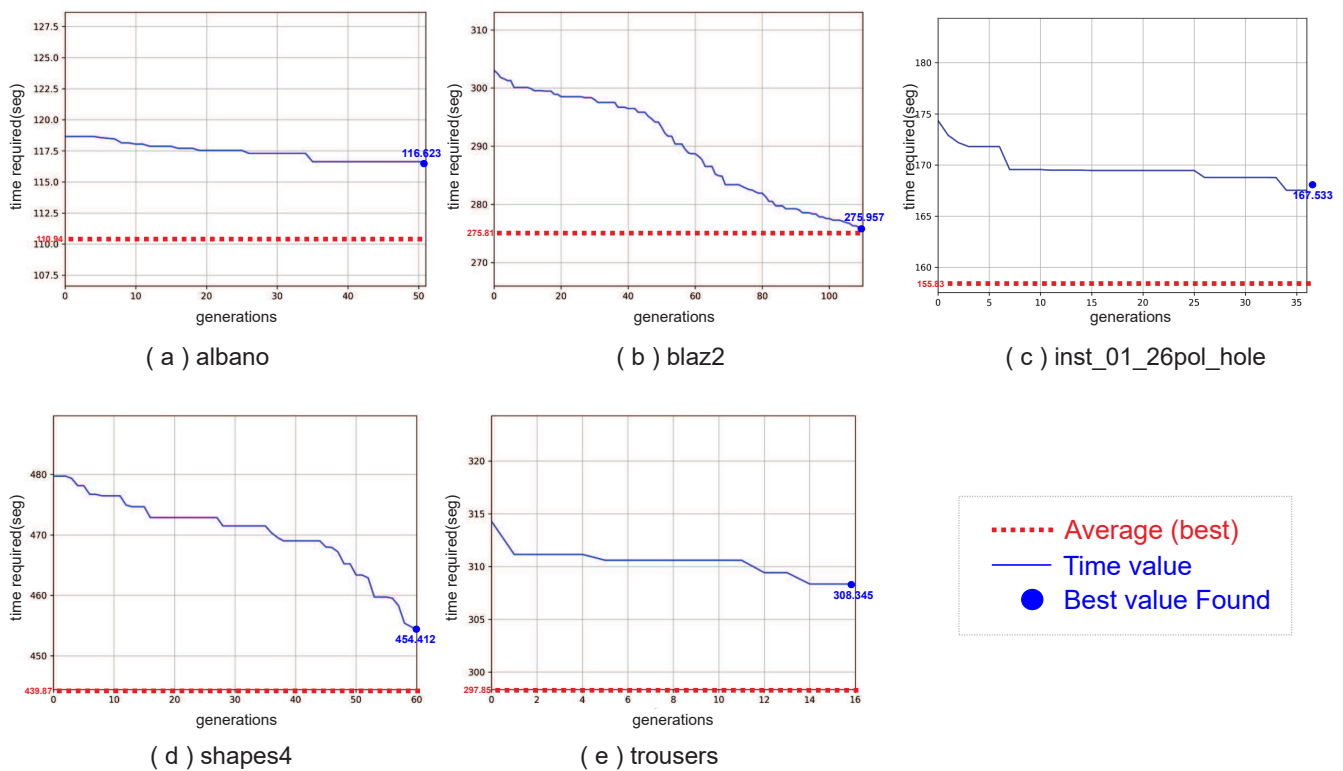 127.5
125.0
122.5
120.0
117.5
115.0
112.5
110.0
107.5
time required(seg)
116.623
110.94
0 10 20 30 40 50
generations
( a ) albano
310
300
290
280
270
time required(seg)
275.957
275.81
0 20 40 60 80 100
generations
( b ) blaz2
180
175
170
165
160
time required(seg)
167.533
155.83
0 5 10 15 20 25 30 35
generations
( c ) inst_01_26pol_hole
480
470
460
450
time required(seg)
454.412
439.87
0 10 20 30 40 50 60
generations
( d ) shapes4
320
315
310
305
300
time required(seg)
308.345
297.85
0 2 4 6 8 10 12 14 16
generations
( e ) trousers
Average (best)
Time value
Best value Found